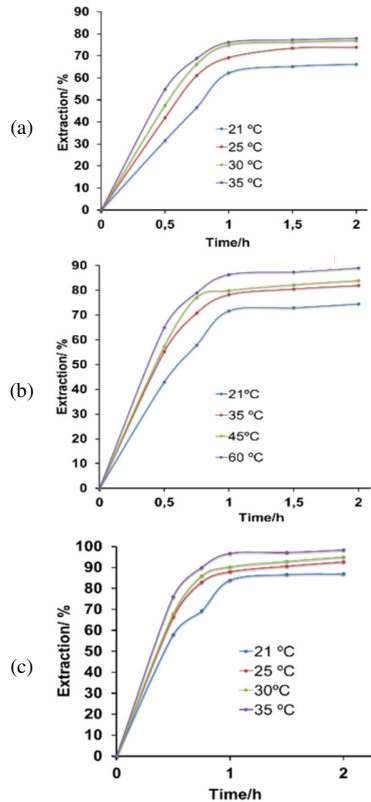 (a)
Extraction/ %
80
70
60
50
40
30
20
10
0
21 ºC
25 ºC
30 ºC
35 ºC
0 0,5 1 1,5 2
Time/h
(b)
Extraction/ %
90
80
70
60
50
40
30
20
10
0
21ºC
35 ºC
45ºC
60 ºC
0 0,5 1 1,5 2
Time/h
(c)
Extraction/ %
100
90
80
70
60
50
40
30
20
10
0
21 ºC
25 ºC
30ºC
35 ºC
0 1 2
Time/h